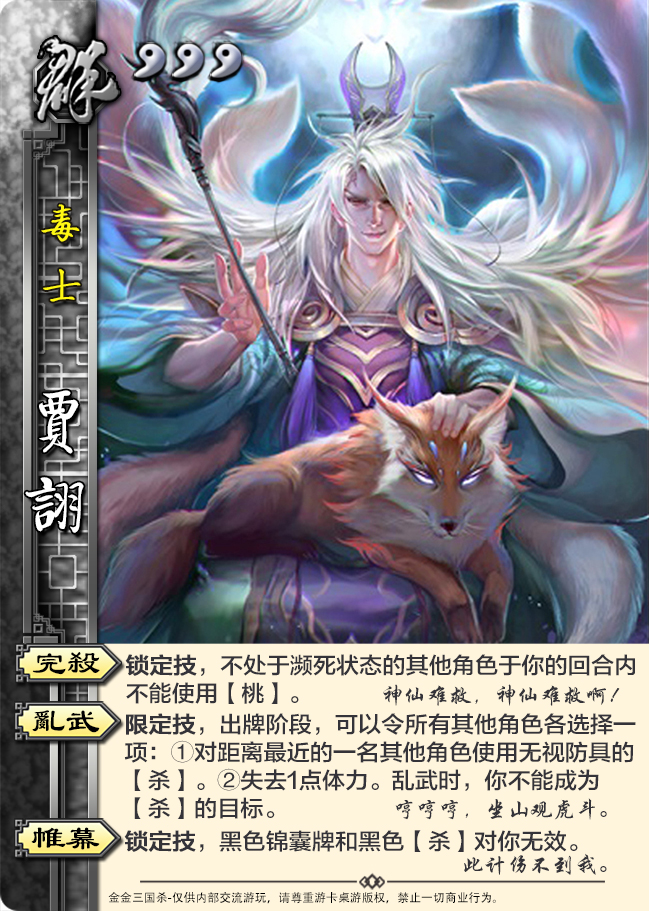 群
999
毒士
賈詡
完殺
锁定技，不处于濒死状态的其他角色于你的回合内
不能使用【桃】。 神仙难救，神仙难救啊！
亂武
限定技，出牌阶段，可以令所有其他角色各选择一
项：①对距离最近的一名其他角色使用无视防具的
【杀】。②失去1点体力。乱武时，你不能成为
【杀】的目标。 哼哼哼，坐山观虎斗。
帷幕
锁定技，黑色锦囊牌和黑色【杀】对你无效。
此计伤不到我。
金金三国杀-仅供内部交流游玩，请尊重游卡桌游版权，禁止一切商业行为。